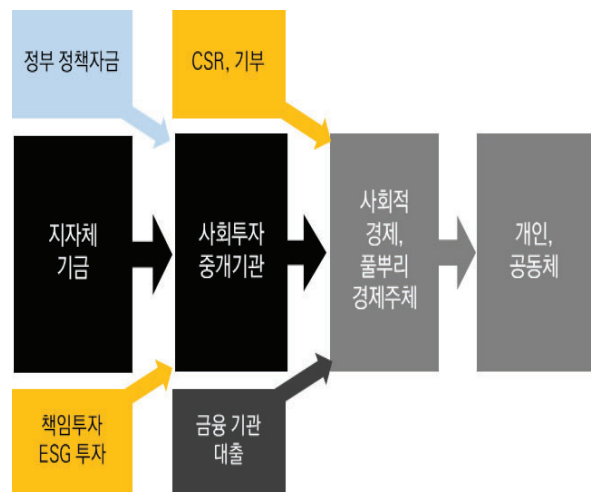 정부 정책자금
CSR, 기부
지자체
기금
사회투자
중개기관
사회적
경제,
풀뿌리
경제주체
개인,
공동체
책임투자
ESG 투자
금융 기관
대출